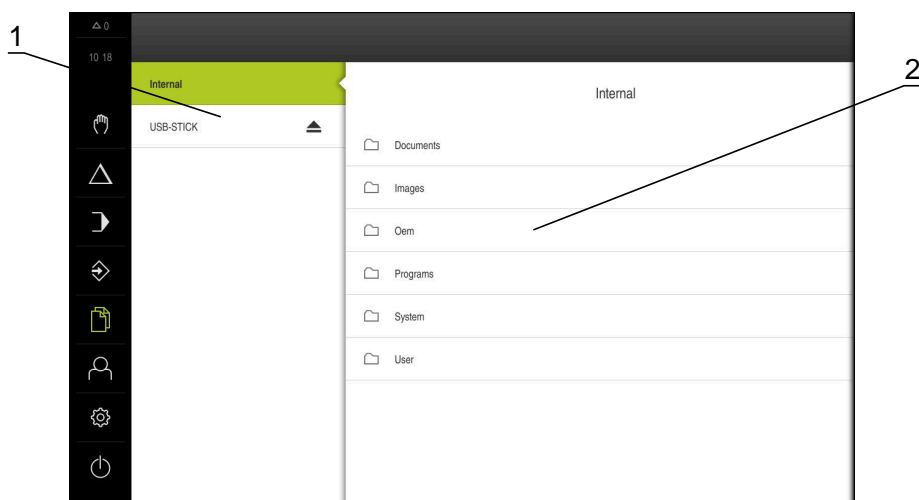 1
△ 0
10 18
Internal
USB-STICK
2
Internal
Documents
Images
Oem
Programs
System
User